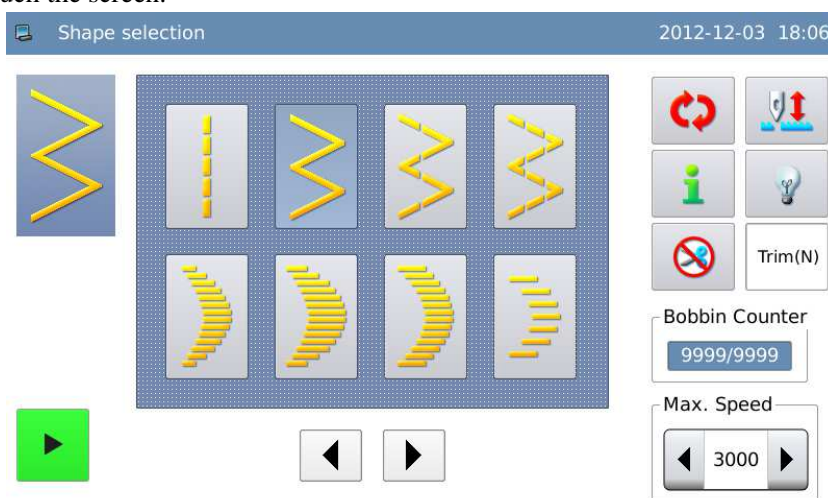 Shape selection 2012-12-03 18:06
Trim(N)
Bobbin Counter
9999/9999
Max. Speed
3000